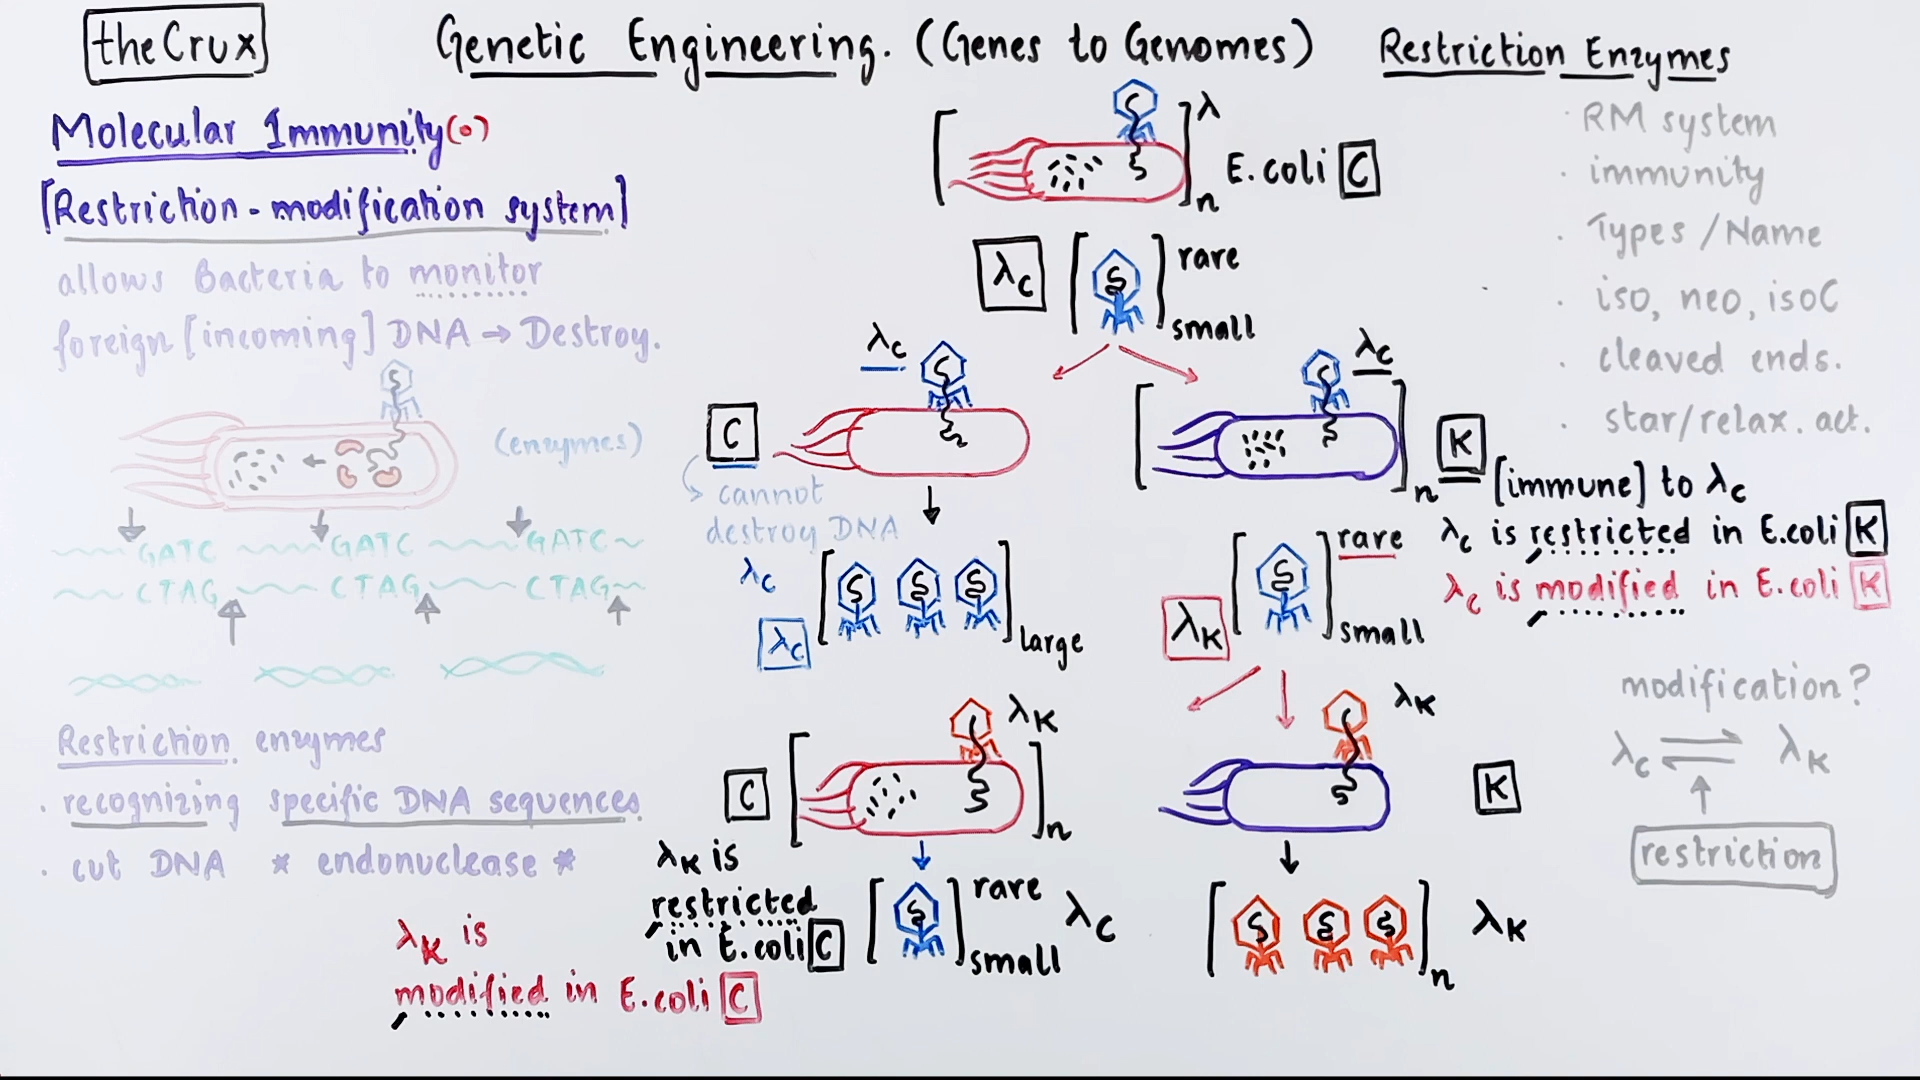 theCrux
Genetic Engineering. (Genes to Genomes)
Restriction Enzymes
Molecular Immunity(०)
[Restriction-modification system]
allows Bacteria to monitor
foreign [incoming] DNA → Destroy.
(enzymes)
GATC GATC GATC
CTAG CTAG CTAG
Restriction enzymes
. recognizing specific DNA sequences
. cut DNA * endonuclease *
λ
n
E.coli C
λc
rare
small
λc
C
cannot
destroy DNA
λc
λc
large
λc
K
n
[immune] to λc
λc is restricted in E.coli K
λc is modified in E.coli K
rare
λK
small
λK
C
n
λK is
restricted
in E.coli C
rare
small
λc
λK is
modified in E.coli C
λK
K
n
λK
· RM system
· immunity
· Types / Name
· iso, neo, isoC
· cleaved ends.
· star/relax. act.
modification?
λc ⇌ λK
↑
restriction